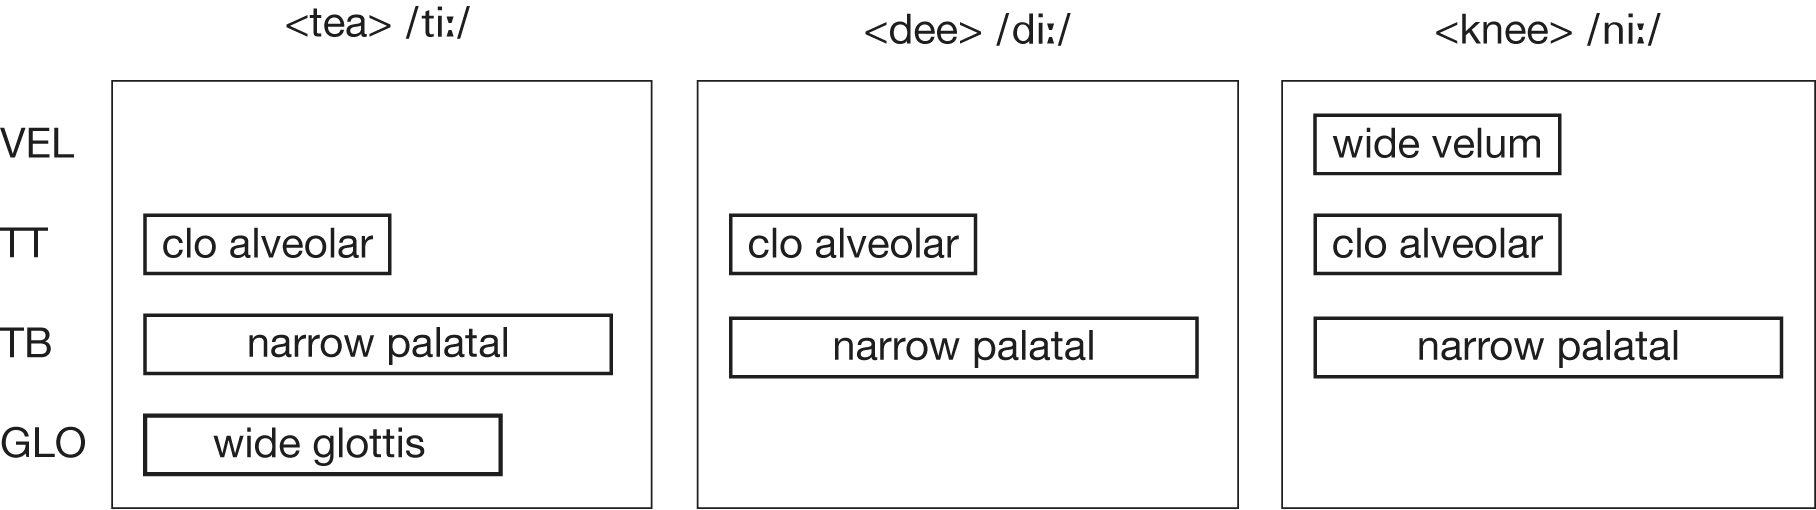 <tea> /tiː/ <dee> /diː/ <knee> /niː/
VEL wide velum
TT clo alveolar clo alveolar clo alveolar
TB narrow palatal narrow palatal narrow palatal
GLO wide glottis